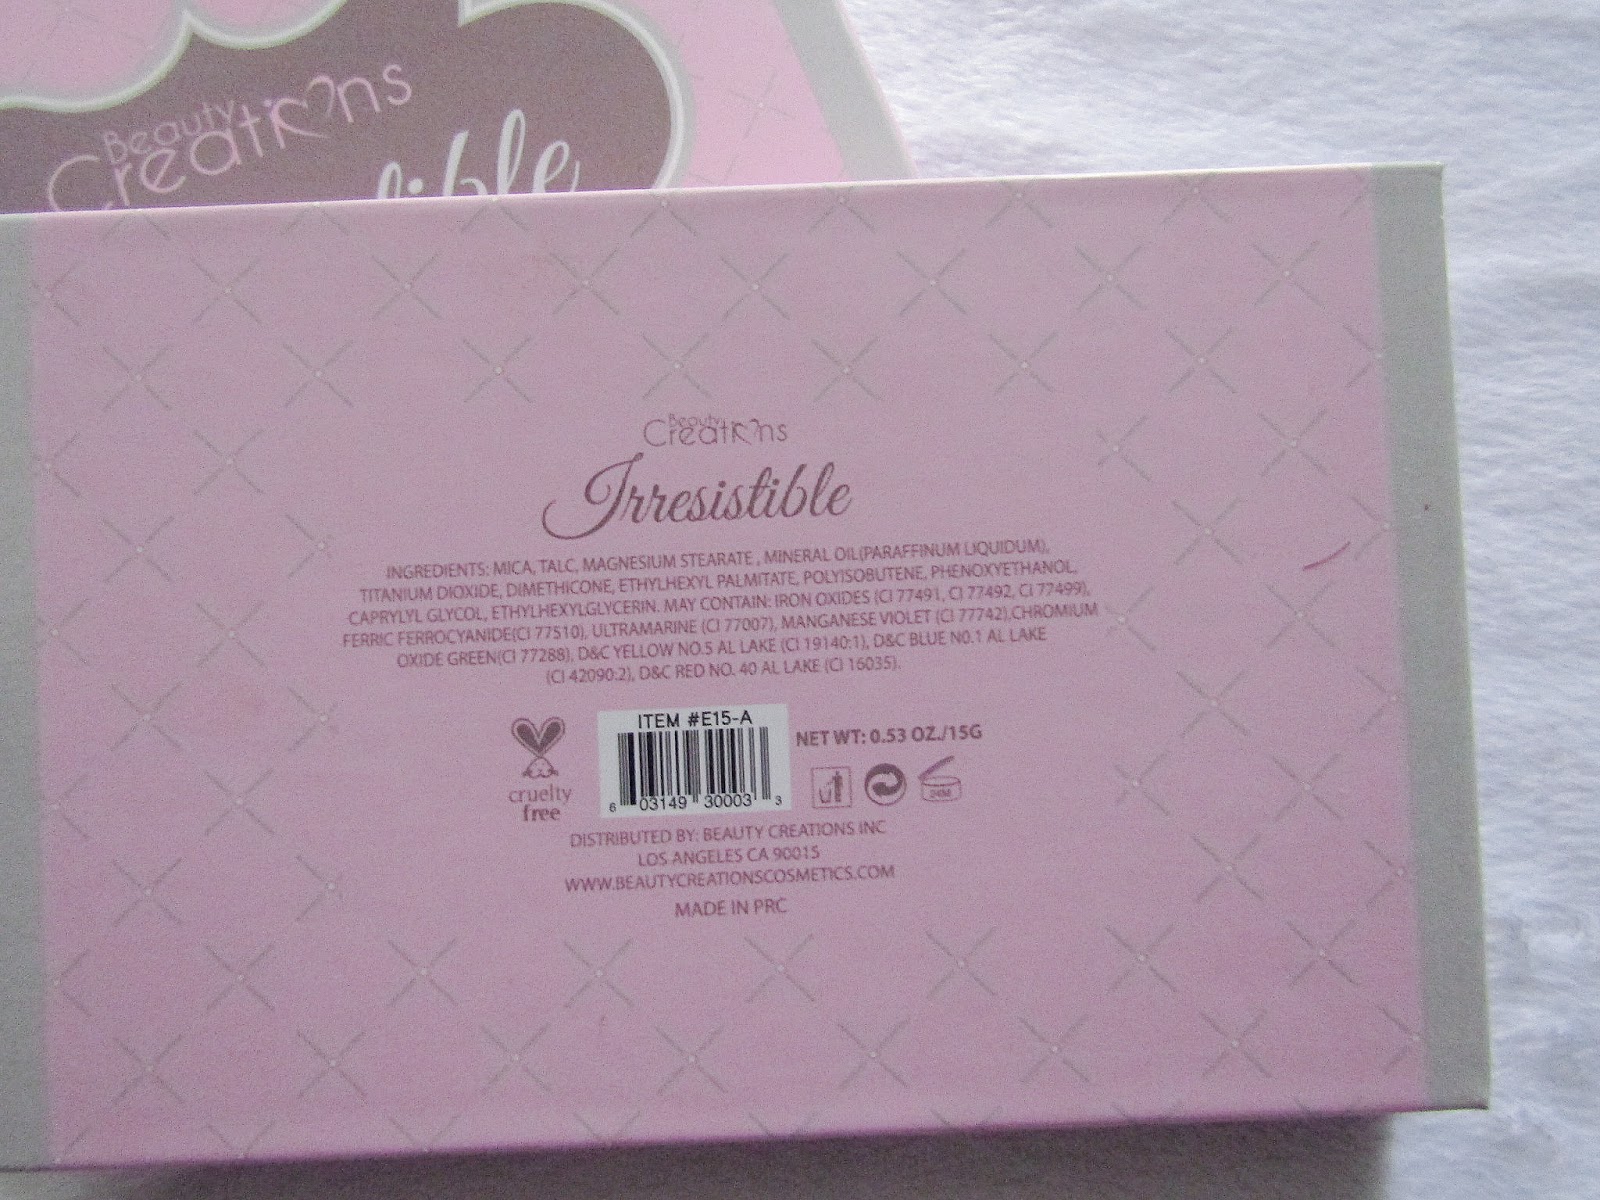 Beauty
Creations
ible
Beauty
Creations
Irresistible
INGREDIENTS: MICA, TALC, MAGNESIUM STEARATE , MINERAL OIL(PARAFFINUM LIQUIDUM),
TITANIUM DIOXIDE, DIMETHICONE, ETHYLHEXYL PALMITATE, POLYISOBUTENE, PHENOXYETHANOL,
CAPRYLYL GLYCOL, ETHYLHEXYLGLYCERIN. MAY CONTAIN: IRON OXIDES (CI 77491, CI 77492, CI 77499),
FERRIC FERROCYANIDE(CI 77510), ULTRAMARINE (CI 77007), MANGANESE VIOLET (CI 77742),CHROMIUM
OXIDE GREEN(CI 77288), D&C YELLOW NO.5 AL LAKE (CI 19140:1), D&C BLUE NO.1 AL LAKE
(CI 42090:2), D&C RED NO. 40 AL LAKE (CI 16035).
cruelty
free
ITEM #E15-A
6 03149 30003 3
NET WT: 0.53 OZ./15G
24M
DISTRIBUTED BY: BEAUTY CREATIONS INC
LOS ANGELES CA 90015
WWW.BEAUTYCREATIONSCOSMETICS.COM
MADE IN PRC